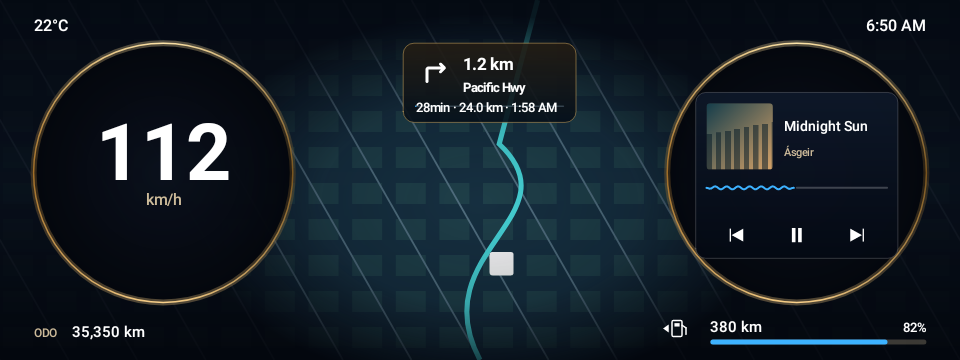 22°C
6:50 AM
112
km/h
1.2 km
Pacific Hwy
28min · 24.0 km · 1:58 AM
Midnight Sun
Ásgeir
ODO 35,350 km
380 km
82%